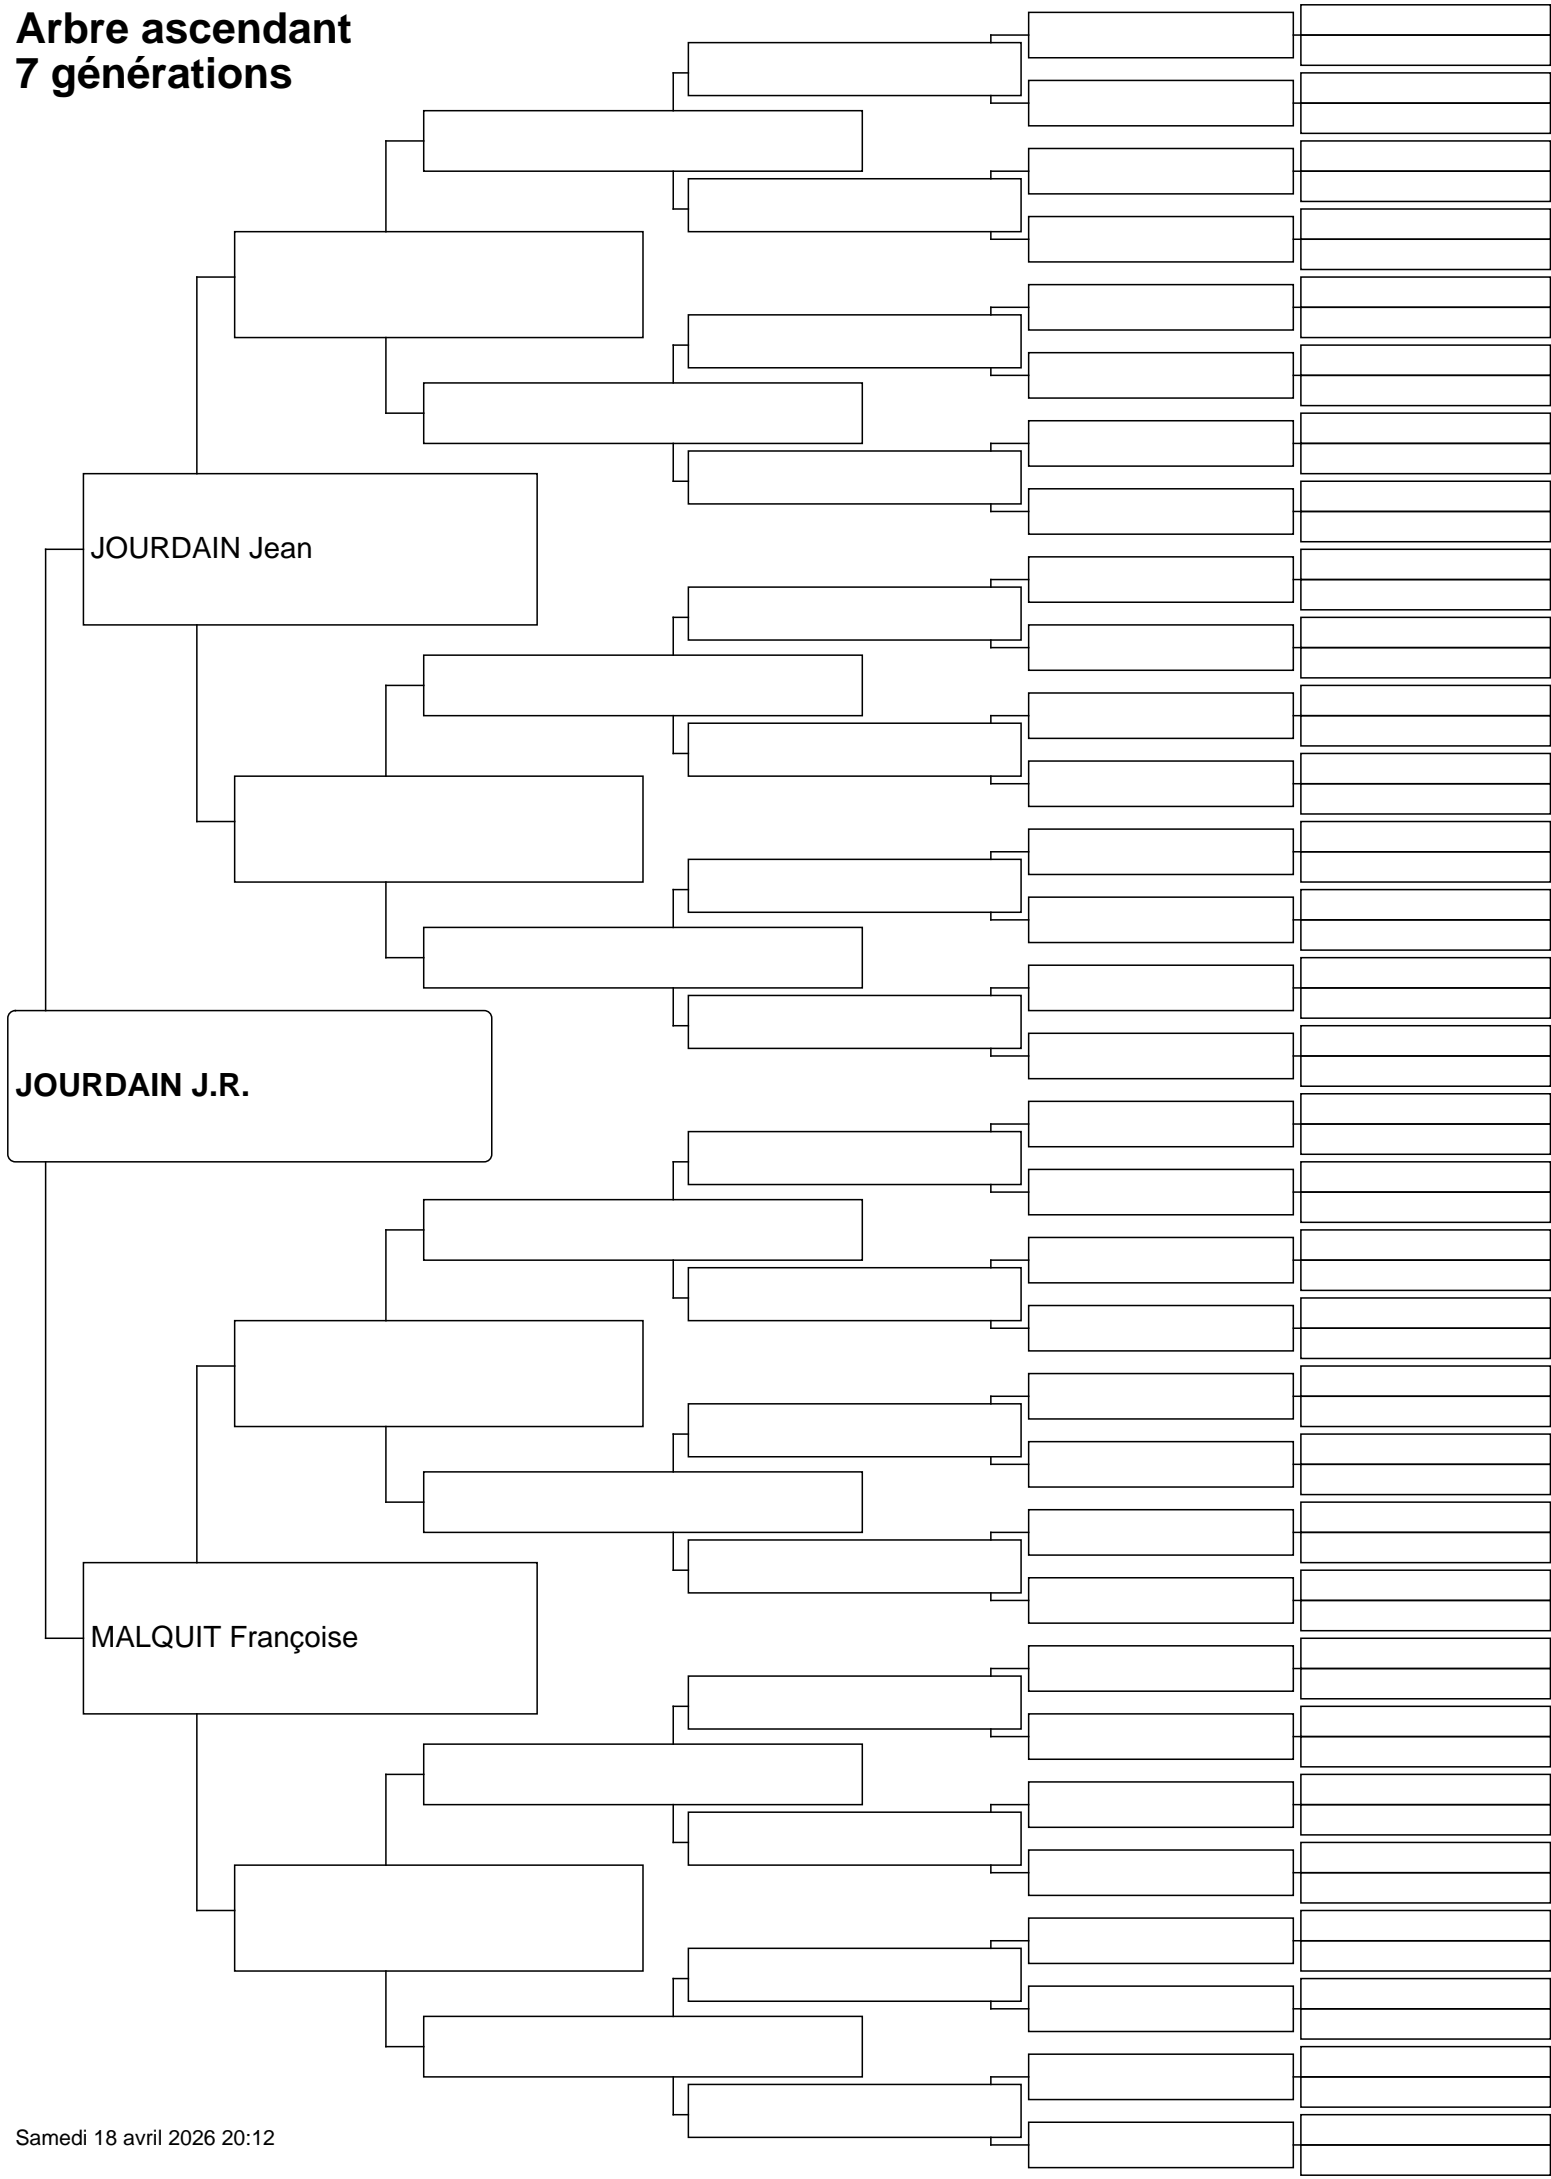 Arbre ascendant
7 générations
JOURDAIN Jean
JOURDAIN J.R.
MALQUIT Françoise
Samedi 18 avril 2026 20:12